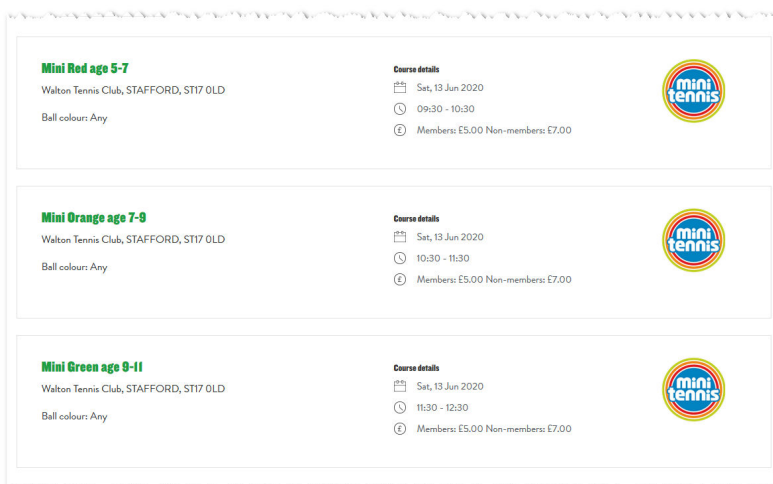 Mini Red age 5-7
Walton Tennis Club, STAFFORD, ST17 0LD
Ball colour: Any
Course details
Sat, 13 Jun 2020
09:30 - 10:30
£
Members: £5.00 Non-members: £7.00
mini
tennis
Mini Orange age 7-9
Walton Tennis Club, STAFFORD, ST17 0LD
Ball colour: Any
Course details
Sat, 13 Jun 2020
10:30 - 11:30
£
Members: £5.00 Non-members: £7.00
mini
tennis
Mini Green age 9-11
Walton Tennis Club, STAFFORD, ST17 0LD
Ball colour: Any
Course details
Sat, 13 Jun 2020
11:30 - 12:30
£
Members: £5.00 Non-members: £7.00
mini
tennis